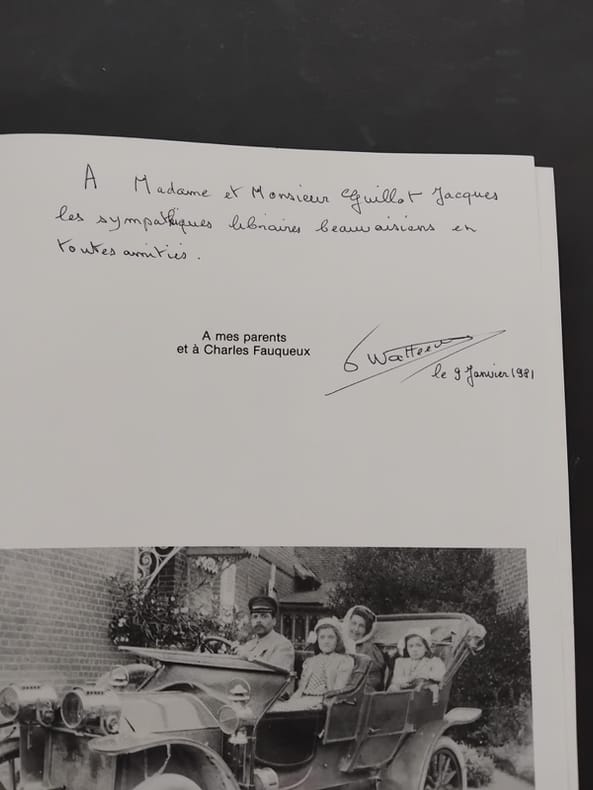 A Madame et Monsieur Guillot Jacques
les sympathiques libraires beauvaisiens en
toutes amitiés.
A mes parents
et à Charles Fauqueux
le 9 Janvier 1981